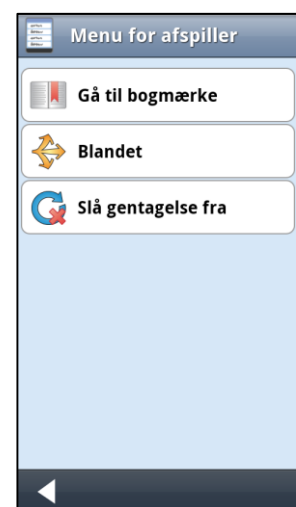 Menu for afspiller
Gå til bogmærke
Blandet
Slå gentagelse fra